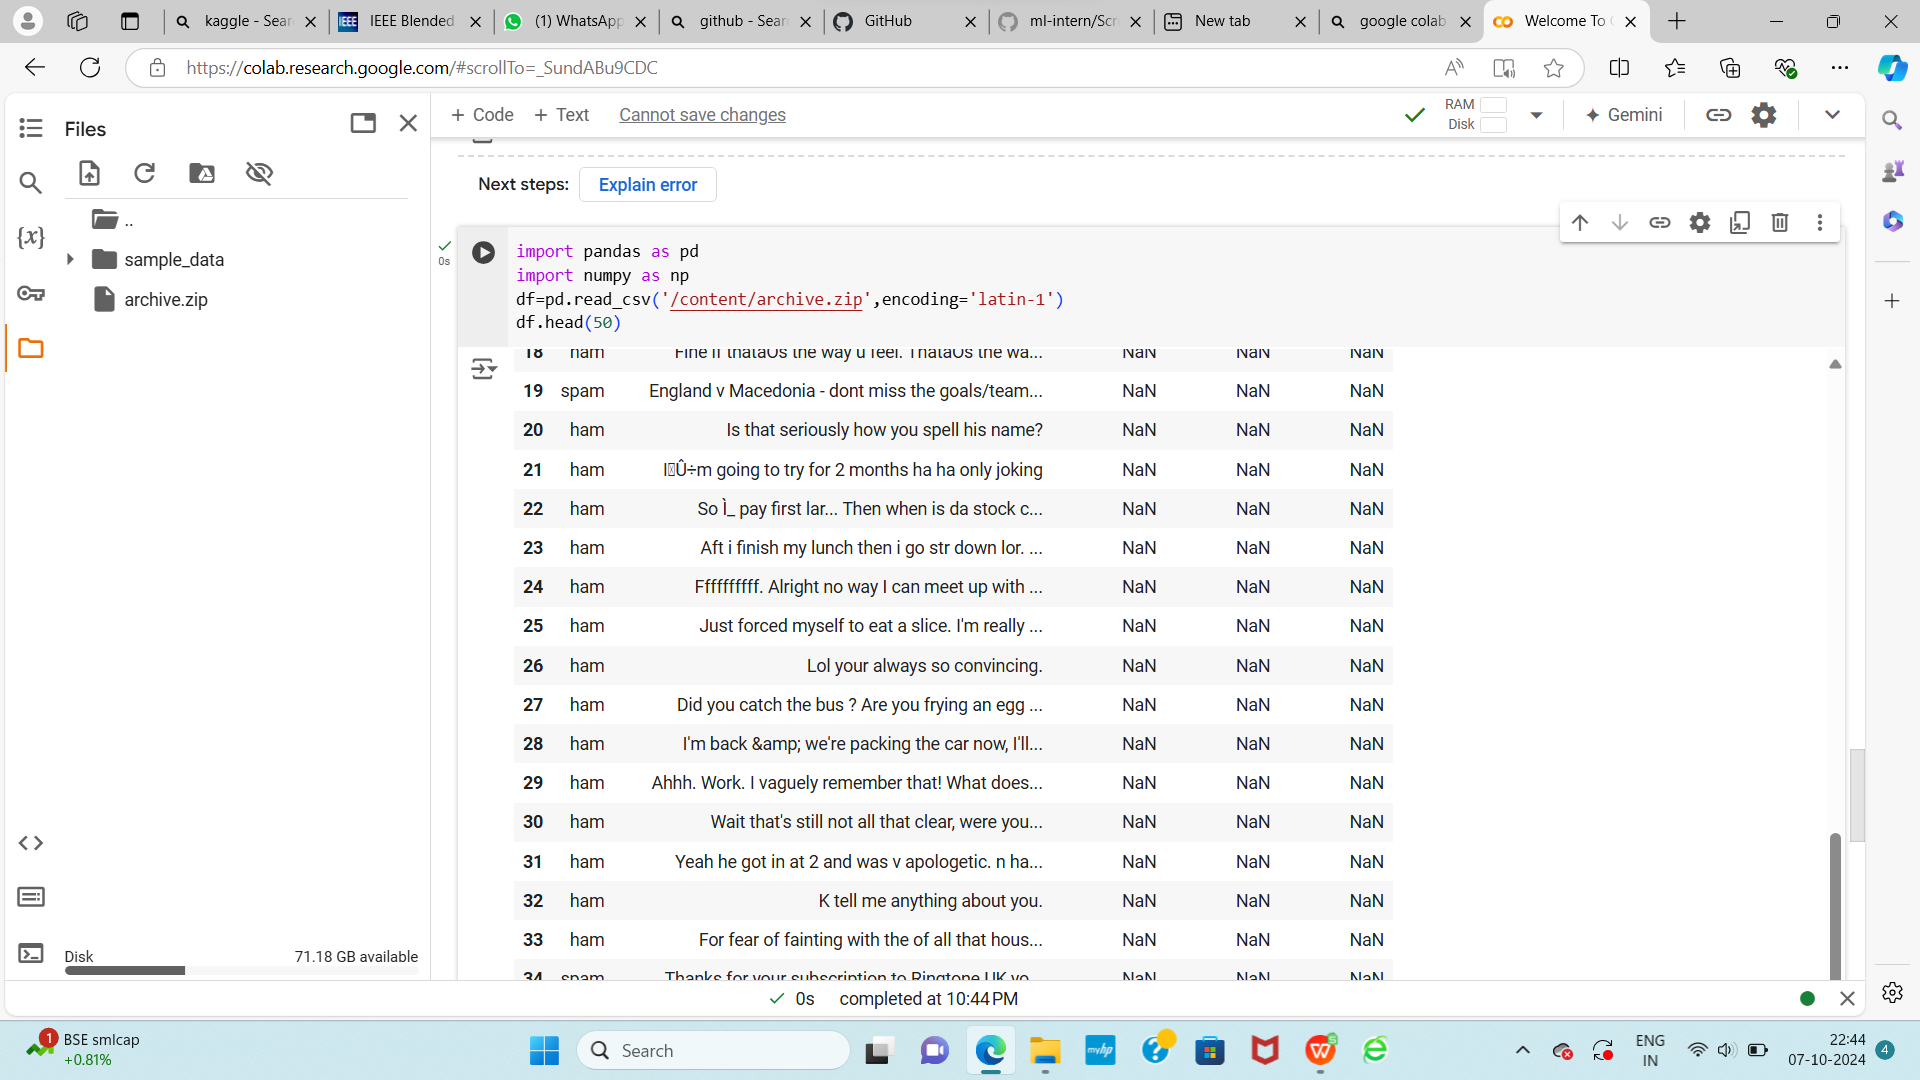 kaggle - Sear
IEEE Blended
(1) WhatsApp
github - Sear
GitHub
ml-intern/Scr
New tab
google colab
Welcome To C
https://colab.research.google.com/#scrollTo=_SundABu9CDC
Files
+ Code + Text Cannot save changes
RAM
Disk
Gemini
..
sample_data
archive.zip
Next steps: Explain error
0s
import pandas as pd
import numpy as np
df=pd.read_csv('/content/archive.zip',encoding='latin-1')
df.head(50)
18 ham Fine if thatåÕs the way u feel. ThatåÕs the wa... NaN NaN NaN
19 spam England v Macedonia - dont miss the goals/team... NaN NaN NaN
20 ham Is that seriously how you spell his name? NaN NaN NaN
21 ham IÛ÷m going to try for 2 months ha ha only joking NaN NaN NaN
22 ham So Ì_ pay first lar... Then when is da stock c... NaN NaN NaN
23 ham Aft i finish my lunch then i go str down lor. ... NaN NaN NaN
24 ham Ffffffffff. Alright no way I can meet up with ... NaN NaN NaN
25 ham Just forced myself to eat a slice. I'm really ... NaN NaN NaN
26 ham Lol your always so convincing. NaN NaN NaN
27 ham Did you catch the bus ? Are you frying an egg ... NaN NaN NaN
28 ham I'm back &amp; we're packing the car now, I'll... NaN NaN NaN
29 ham Ahhh. Work. I vaguely remember that! What does... NaN NaN NaN
30 ham Wait that's still not all that clear, were you... NaN NaN NaN
31 ham Yeah he got in at 2 and was v apologetic. n ha... NaN NaN NaN
32 ham K tell me anything about you. NaN NaN NaN
33 ham For fear of fainting with the of all that hous... NaN NaN NaN
34 spam Thanks for your subscription to Ringtone UK yo... NaN NaN NaN
Disk 71.18 GB available
0s completed at 10:44 PM
1
BSE smlcap
+0.81%
Search
myhp
ENG
IN
22:44
07-10-2024
4